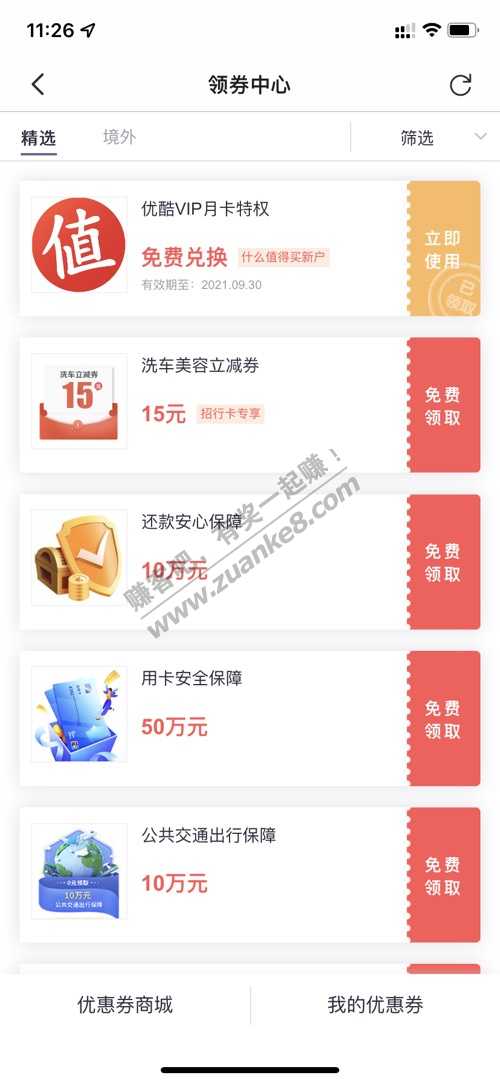 11:26
领券中心
精选
境外
筛选
值
优酷VIP月卡特权
免费兑换 什么值得买新户
有效期至：2021.09.30
立即
使用
已
领取
洗车立减券
15元
洗车美容立减券
15元 招行卡专享
免费
领取
还款安心保障
10万元
免费
领取
赚客吧，有奖一起赚！
www.zuanke8.com
用卡安全保障
50万元
免费
领取
0元领取
10万元
公共交通出行保障
公共交通出行保障
10万元
免费
领取
优惠券商城
我的优惠券